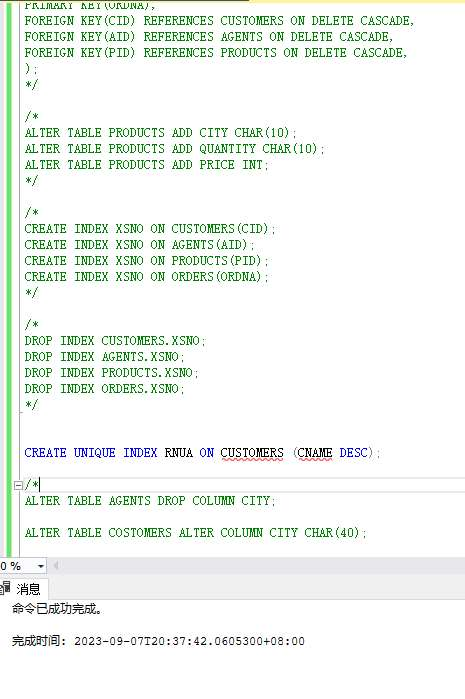 PRIMARY KEY(ORDNA),
FOREIGN KEY(CID) REFERENCES CUSTOMERS ON DELETE CASCADE,
FOREIGN KEY(AID) REFERENCES AGENTS ON DELETE CASCADE,
FOREIGN KEY(PID) REFERENCES PRODUCTS ON DELETE CASCADE,
);
*/
/*
ALTER TABLE PRODUCTS ADD CITY CHAR(10);
ALTER TABLE PRODUCTS ADD QUANTITY CHAR(10);
ALTER TABLE PRODUCTS ADD PRICE INT;
*/
/*
CREATE INDEX XSNO ON CUSTOMERS(CID);
CREATE INDEX XSNO ON AGENTS(AID);
CREATE INDEX XSNO ON PRODUCTS(PID);
CREATE INDEX XSNO ON ORDERS(ORDNA);
*/
/*
DROP INDEX CUSTOMERS.XSNO;
DROP INDEX AGENTS.XSNO;
DROP INDEX PRODUCTS.XSNO;
DROP INDEX ORDERS.XSNO;
*/
CREATE UNIQUE INDEX RNUA ON CUSTOMERS (CNAME DESC);
/*
ALTER TABLE AGENTS DROP COLUMN CITY;
ALTER TABLE COSTOMERS ALTER COLUMN CITY CHAR(40);
0 %
消息
命令已成功完成。
完成时间: 2023-09-07T20:37:42.0605300+08:00